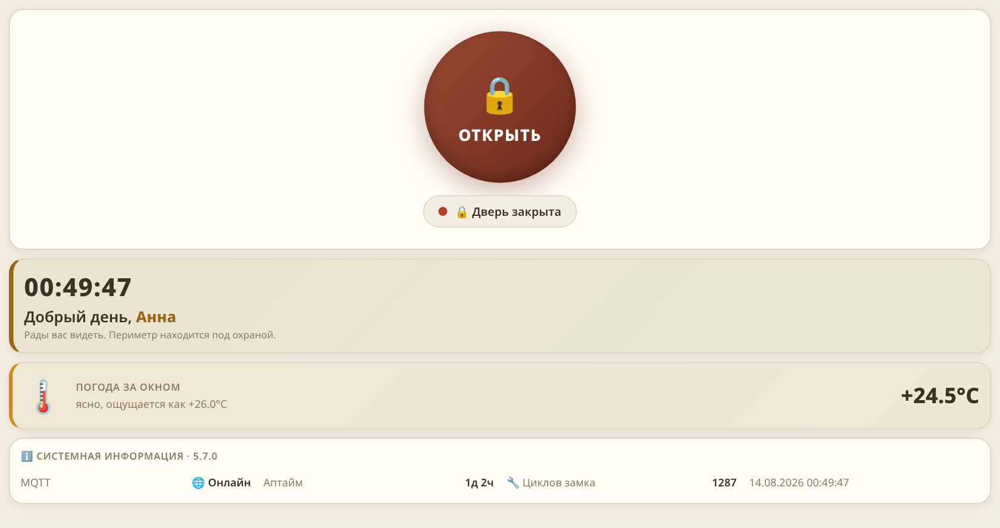 ОТКРЫТЬ
🔒 Дверь закрыта
00:49:47
Добрый день, Анна
Рады вас видеть. Периметр находится под охраной.
ПОГОДА ЗА ОКНОМ
ясно, ощущается как +26.0°C
+24.5°C
ℹ️ СИСТЕМНАЯ ИНФОРМАЦИЯ · 5.7.0
MQTT 🌐 Онлайн Аптайм 1д 2ч 🔧 Циклов замка 1287 14.08.2026 00:49:47